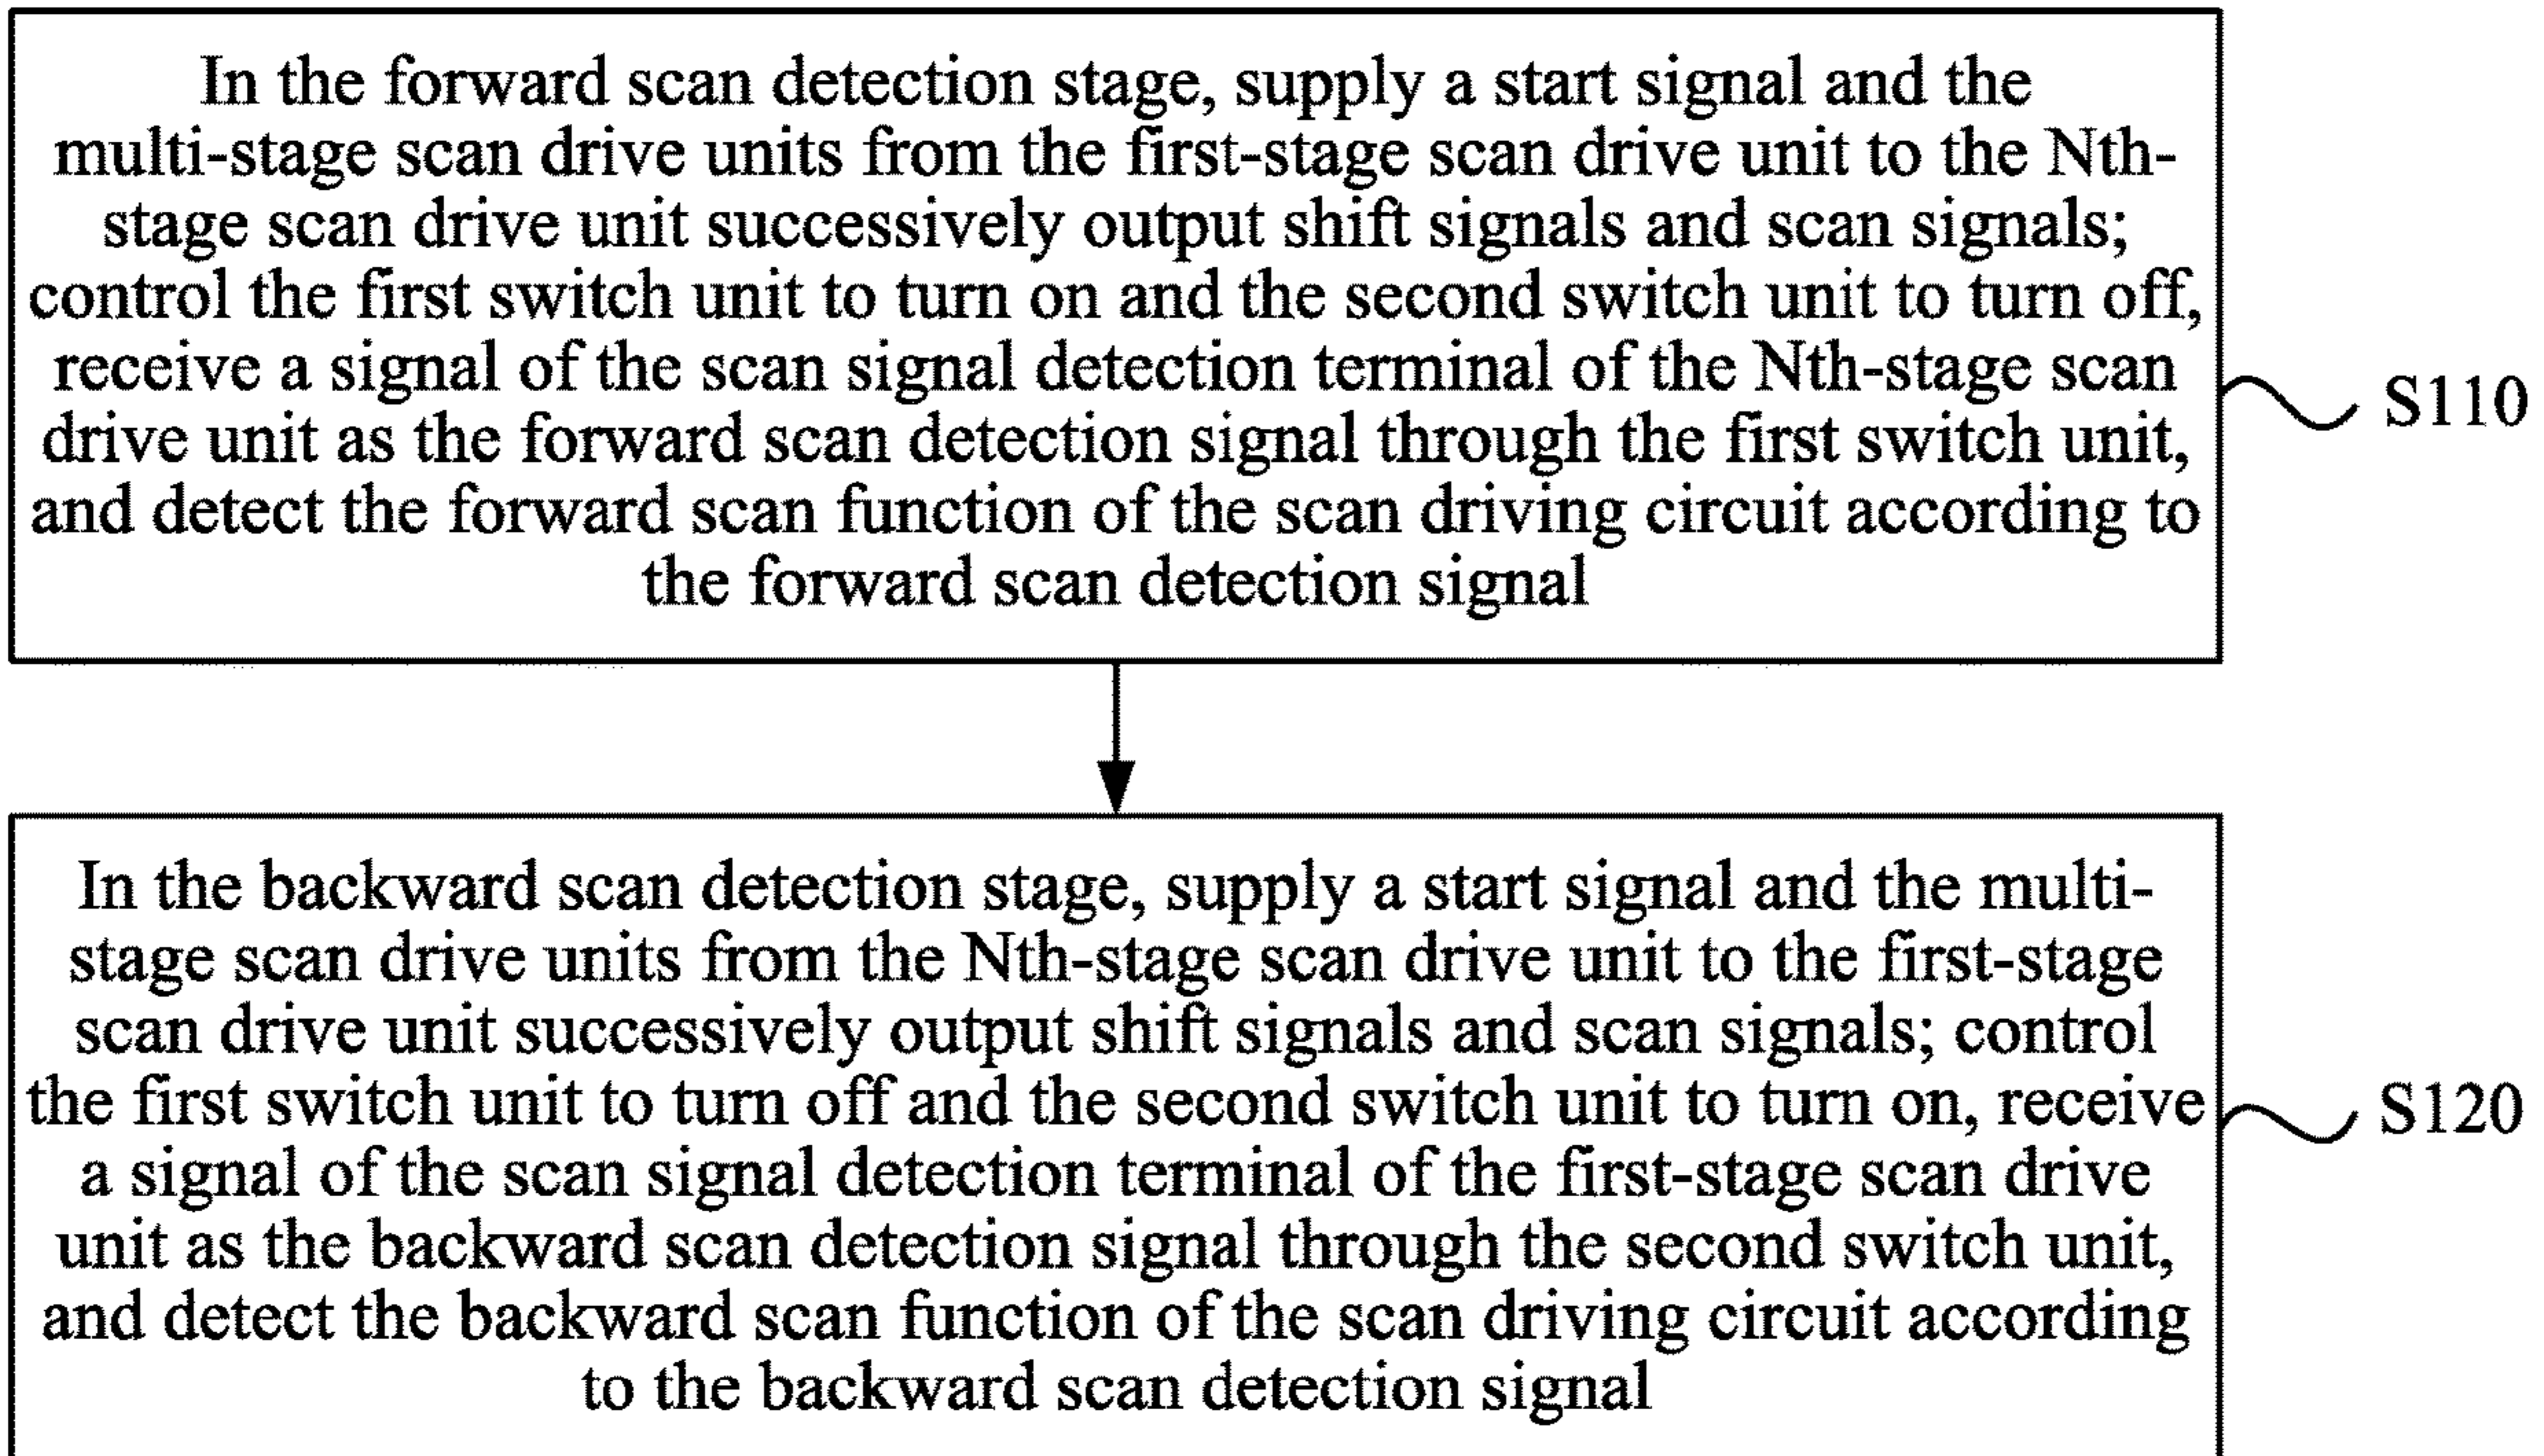 In the forward scan detection stage, supply a start signal and the
multi-stage scan drive units from the first-stage scan drive unit to the Nth-
stage scan drive unit successively output shift signals and scan signals;
control the first switch unit to turn on and the second switch unit to turn off,
receive a signal of the scan signal detection terminal of the Nth-stage scan
drive unit as the forward scan detection signal through the first switch unit,
and detect the forward scan function of the scan driving circuit according to
the forward scan detection signal
S110
In the backward scan detection stage, supply a start signal and the multi-
stage scan drive units from the Nth-stage scan drive unit to the first-stage
scan drive unit successively output shift signals and scan signals; control
the first switch unit to turn off and the second switch unit to turn on, receive
a signal of the scan signal detection terminal of the first-stage scan drive
unit as the backward scan detection signal through the second switch unit,
and detect the backward scan function of the scan driving circuit according
to the backward scan detection signal
S120